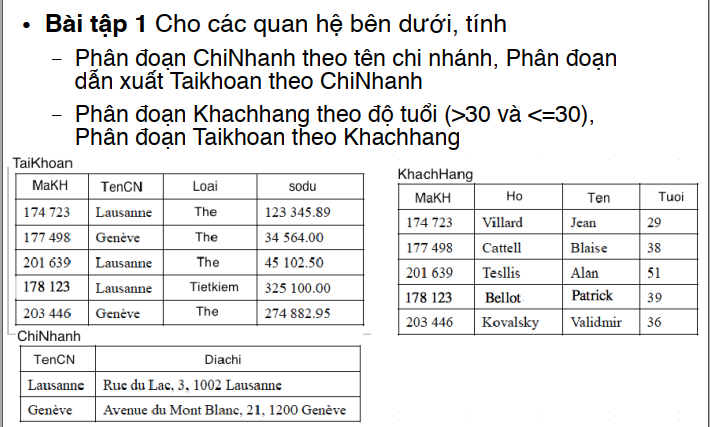 • Bài tập 1 Cho các quan hệ bên dưới, tính
– Phân đoạn ChiNhanh theo tên chi nhánh, Phân đoạn
dẫn xuất Taikhoan theo ChiNhanh
– Phân đoạn Khachhang theo độ tuổi (>30 và <=30),
Phân đoạn Taikhoan theo Khachhang
TaiKhoan
MaKH TenCN Loai sodu
174 723 Lausanne The 123 345.89
177 498 Genève The 34 564.00
201 639 Lausanne The 45 102.50
178 123 Lausanne Tietkiem 325 100.00
203 446 Genève The 274 882.95
KhachHang
MaKH Ho Ten Tuoi
174 723 Villard Jean 29
177 498 Cattell Blaise 38
201 639 Tesllis Alan 51
178 123 Bellot Patrick 39
203 446 Kovalsky Validmir 36
ChiNhanh
TenCN Diachi
Lausanne Rue du Lac, 3, 1002 Lausanne
Genève Avenue du Mont Blanc, 21, 1200 Genève